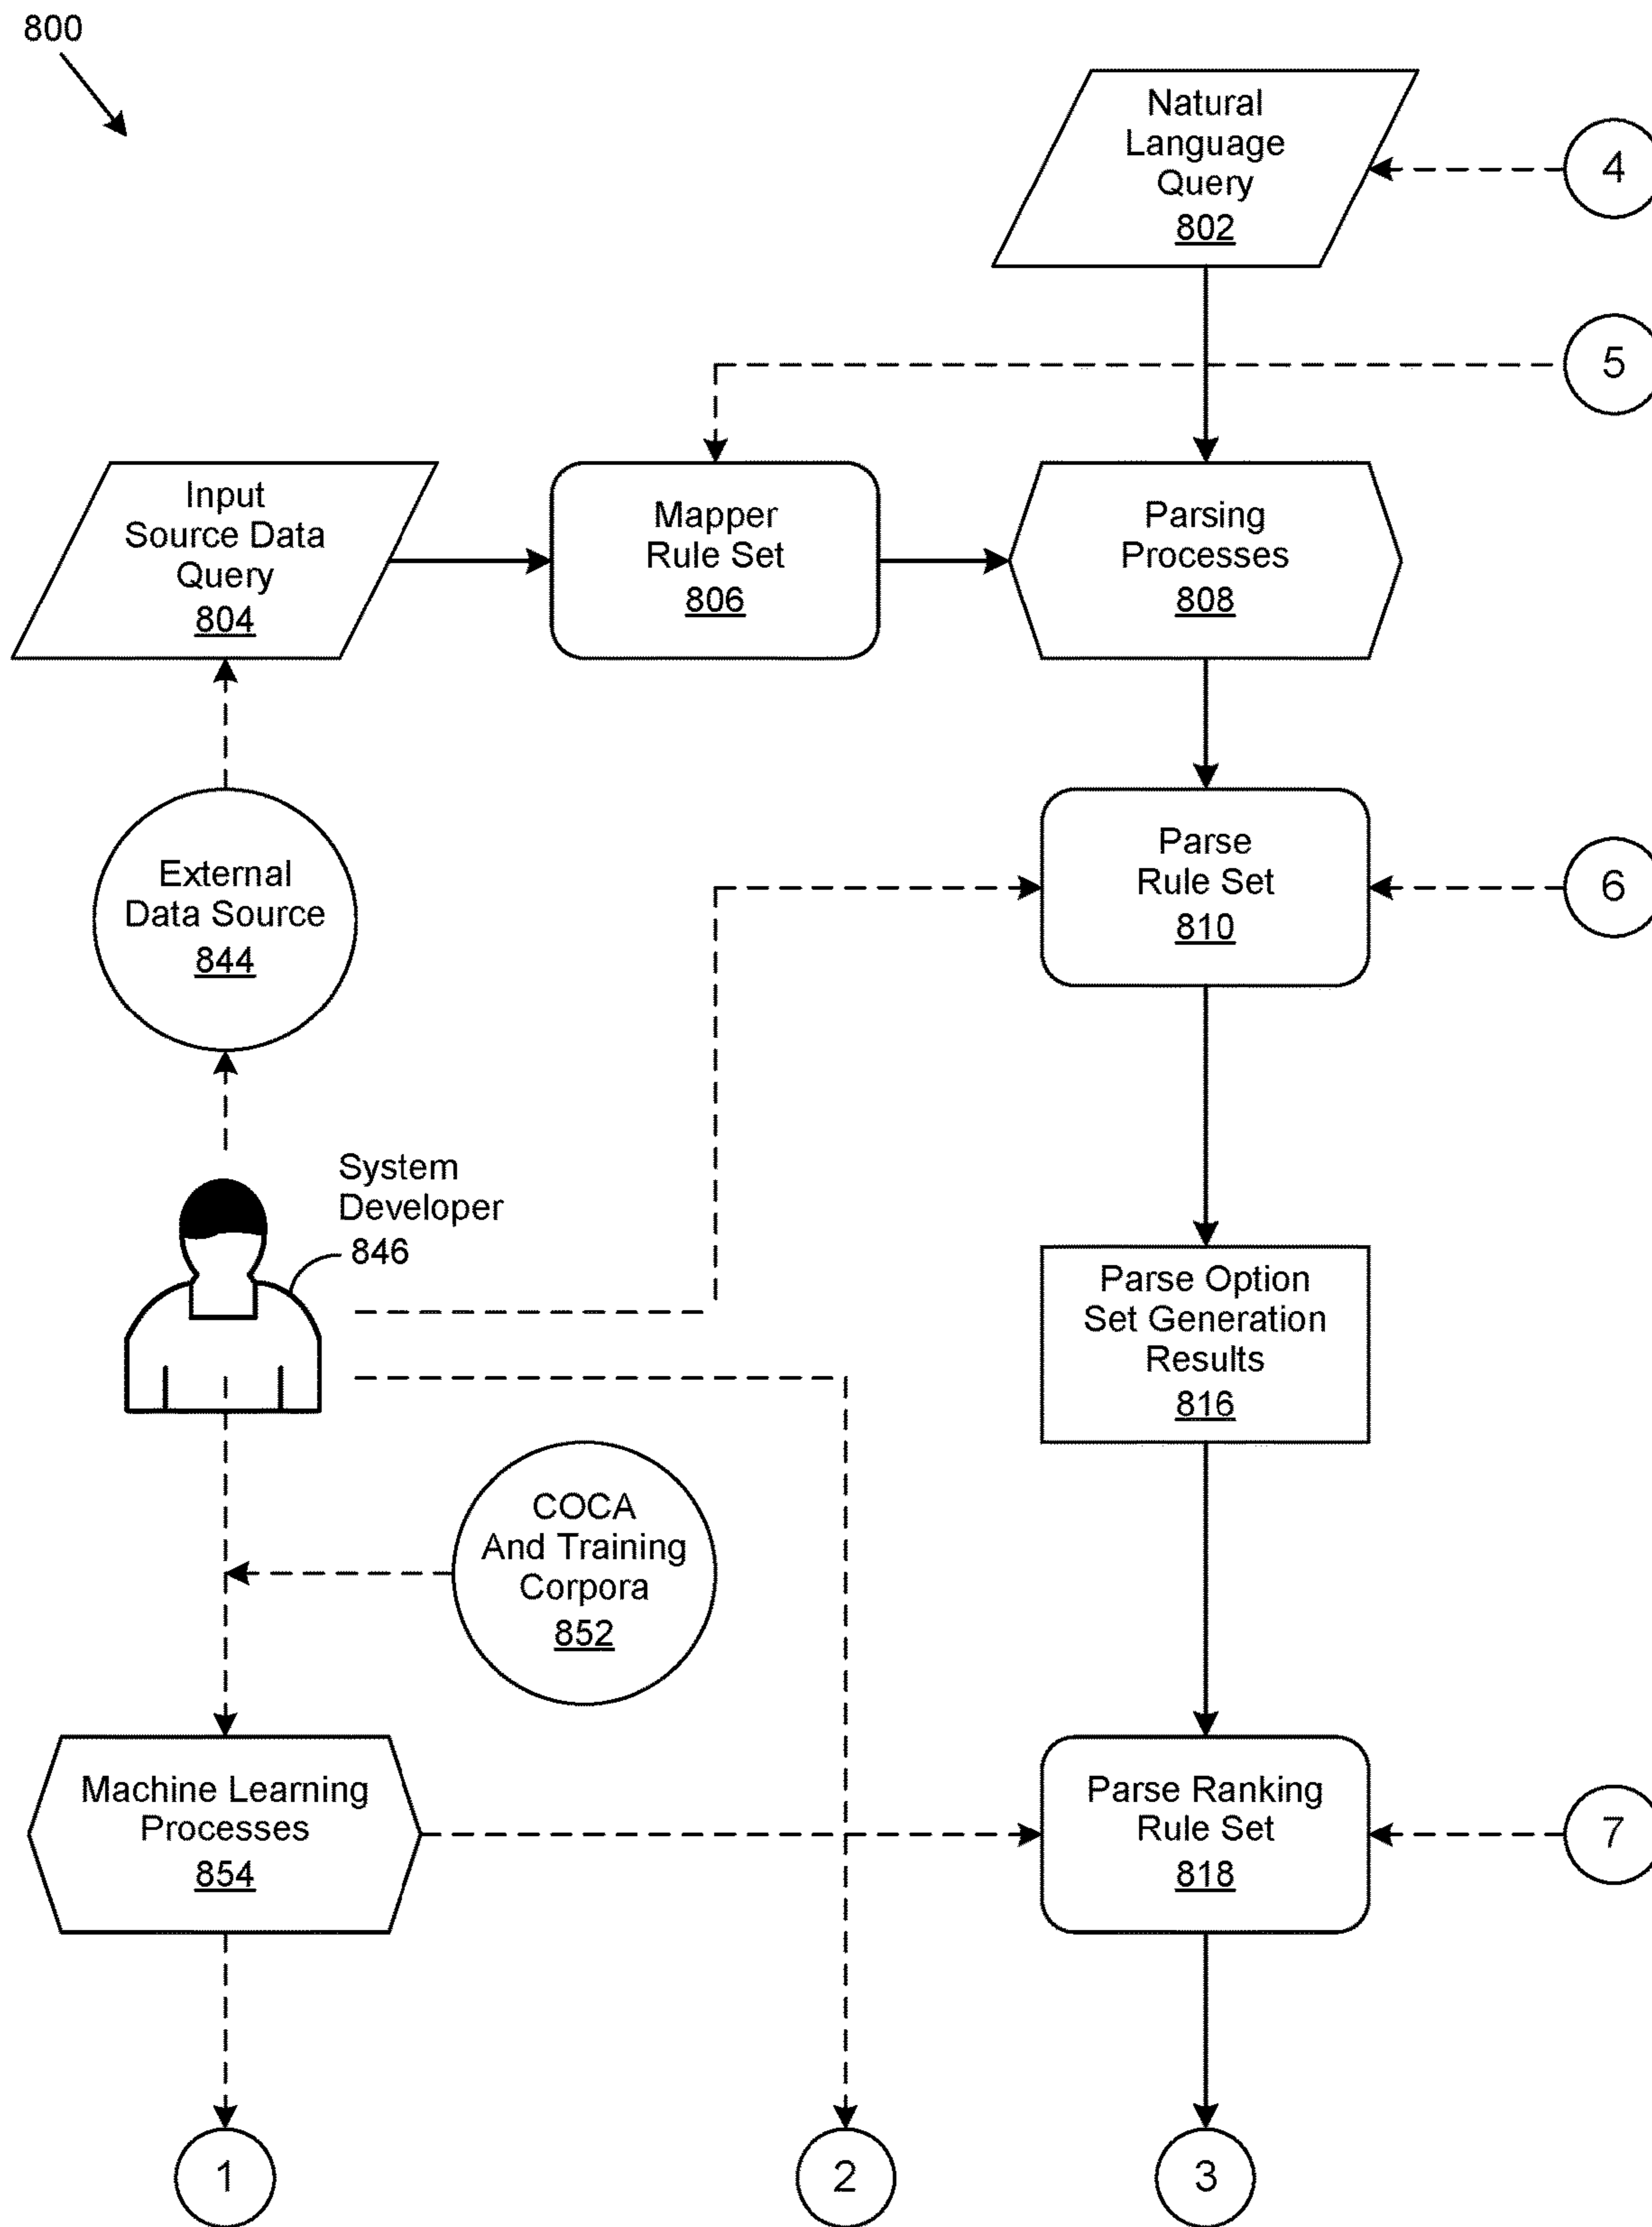 800
Natural
Language
Query
802
4
5
Input
Source Data
Query
804
Mapper
Rule Set
806
Parsing
Processes
808
External
Data Source
844
Parse
Rule Set
810
6
System
Developer
846
Parse Option
Set Generation
Results
816
COCA
And Training
Corpora
852
Machine Learning
Processes
854
Parse Ranking
Rule Set
818
7
1
2
3